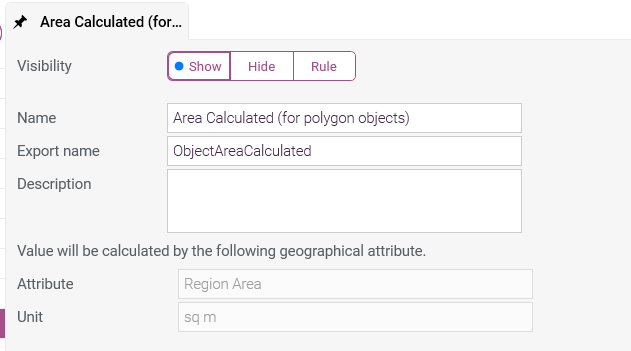 Area Calculated (for...
Visibility
Show Hide Rule
Name
Area Calculated (for polygon objects)
Export name
ObjectAreaCalculated
Description
Value will be calculated by the following geographical attribute.
Attribute
Region Area
Unit
sq m